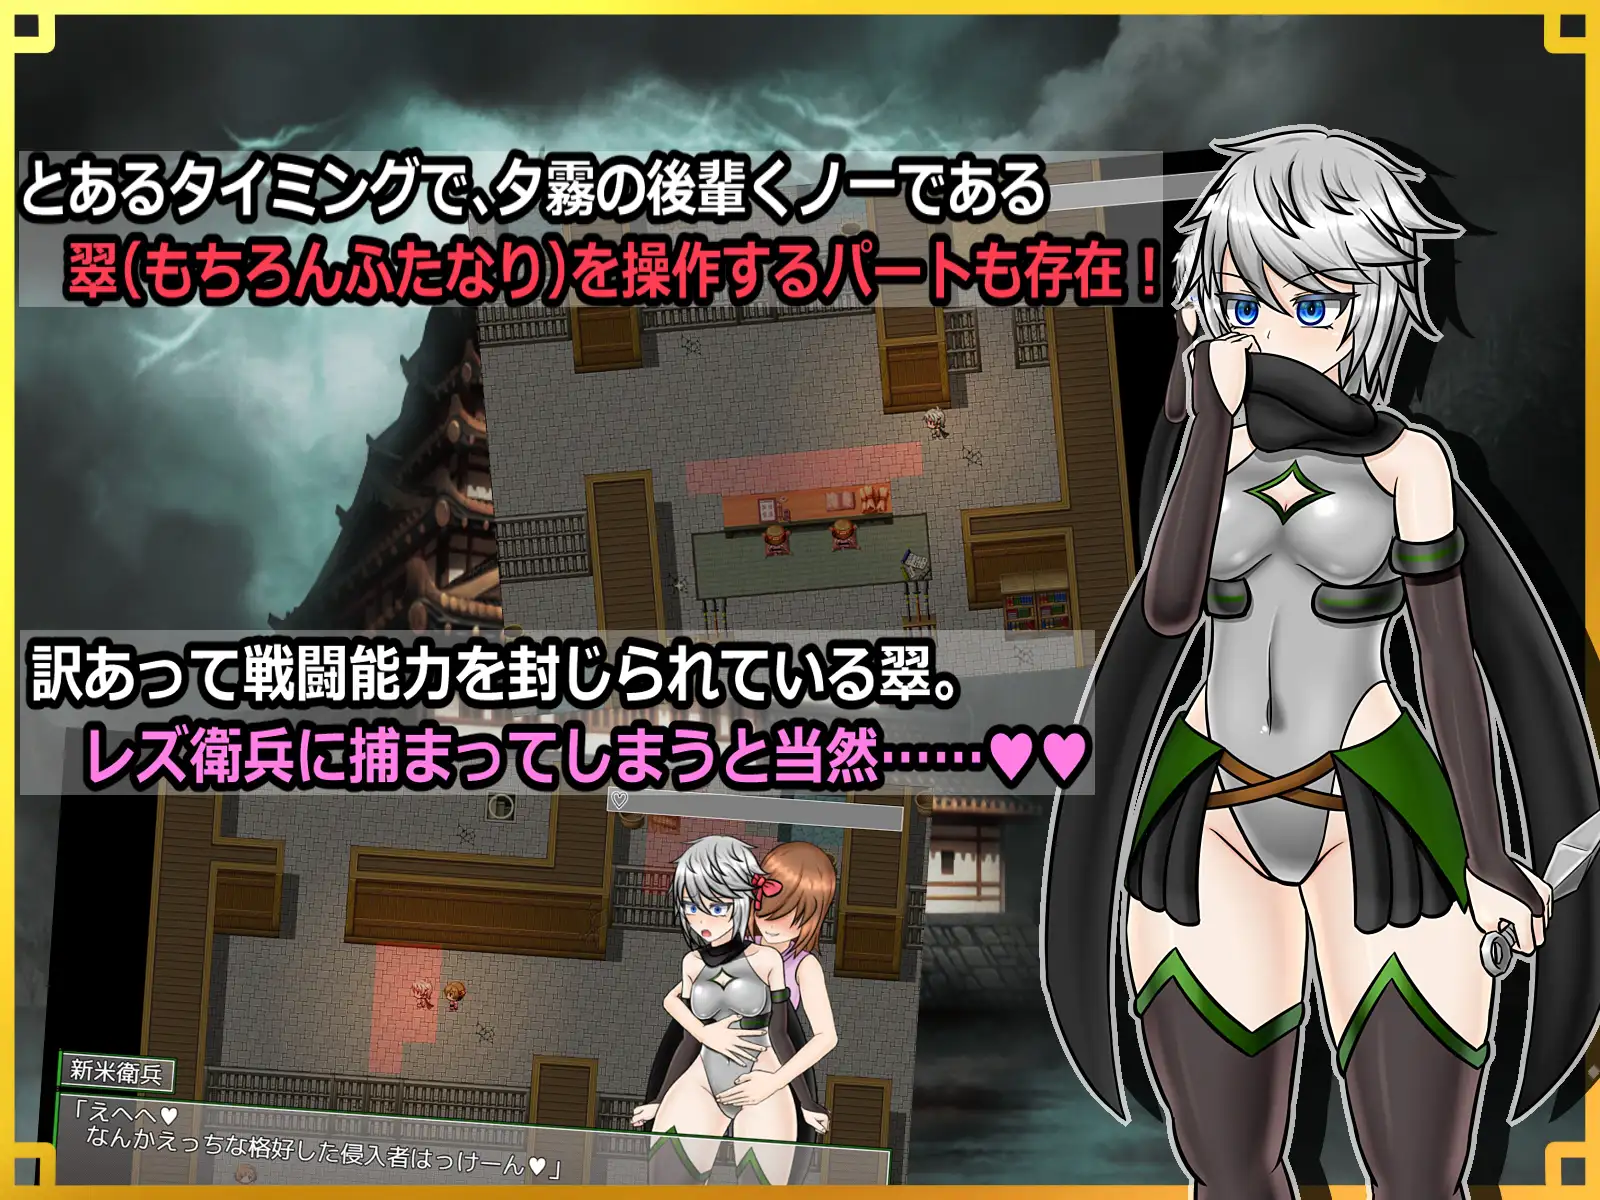 とあるタイミングで、夕霧の後輩くノーである
翠(もちろんふたなり)を操作するパートも存在！
訳あって戦闘能力を封じられている翠。
レズ衛兵に捕まってしまうと当然……♥♥
新米衛兵
「えへへ♥
なんかえっちな格好した侵入者はっけーん♥」